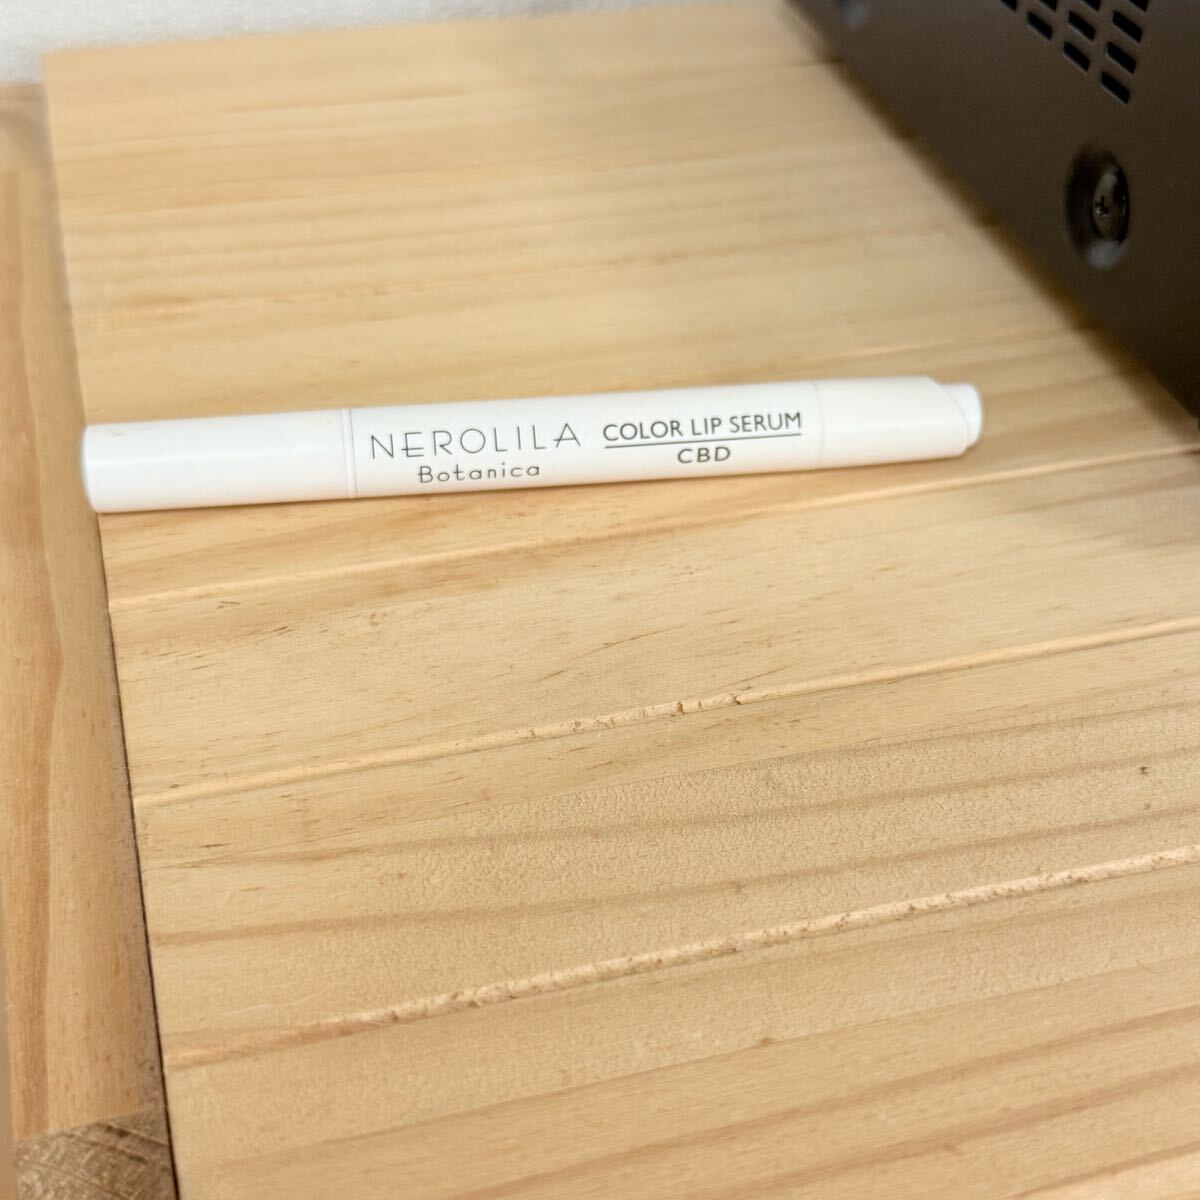 NEROLILA
Botanica
COLOR LIP SERUM
CBD